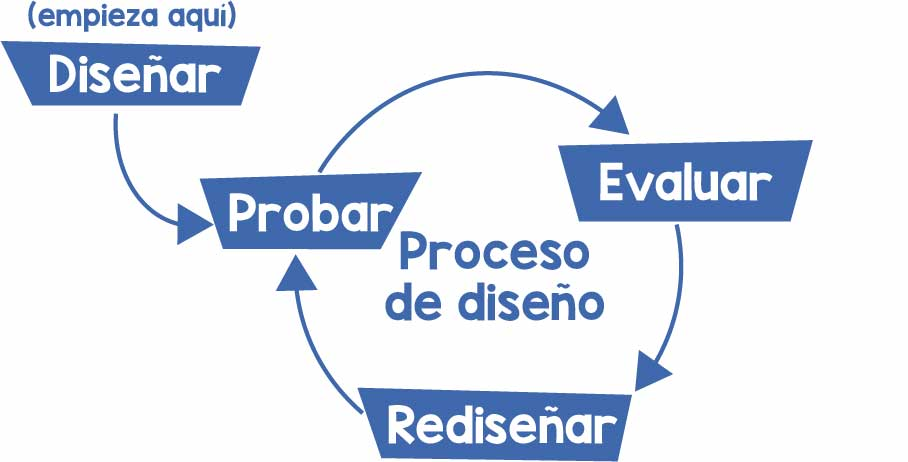 (empieza aquí)
Diseñar
Probar
Evaluar
Proceso
de diseño
Rediseñar